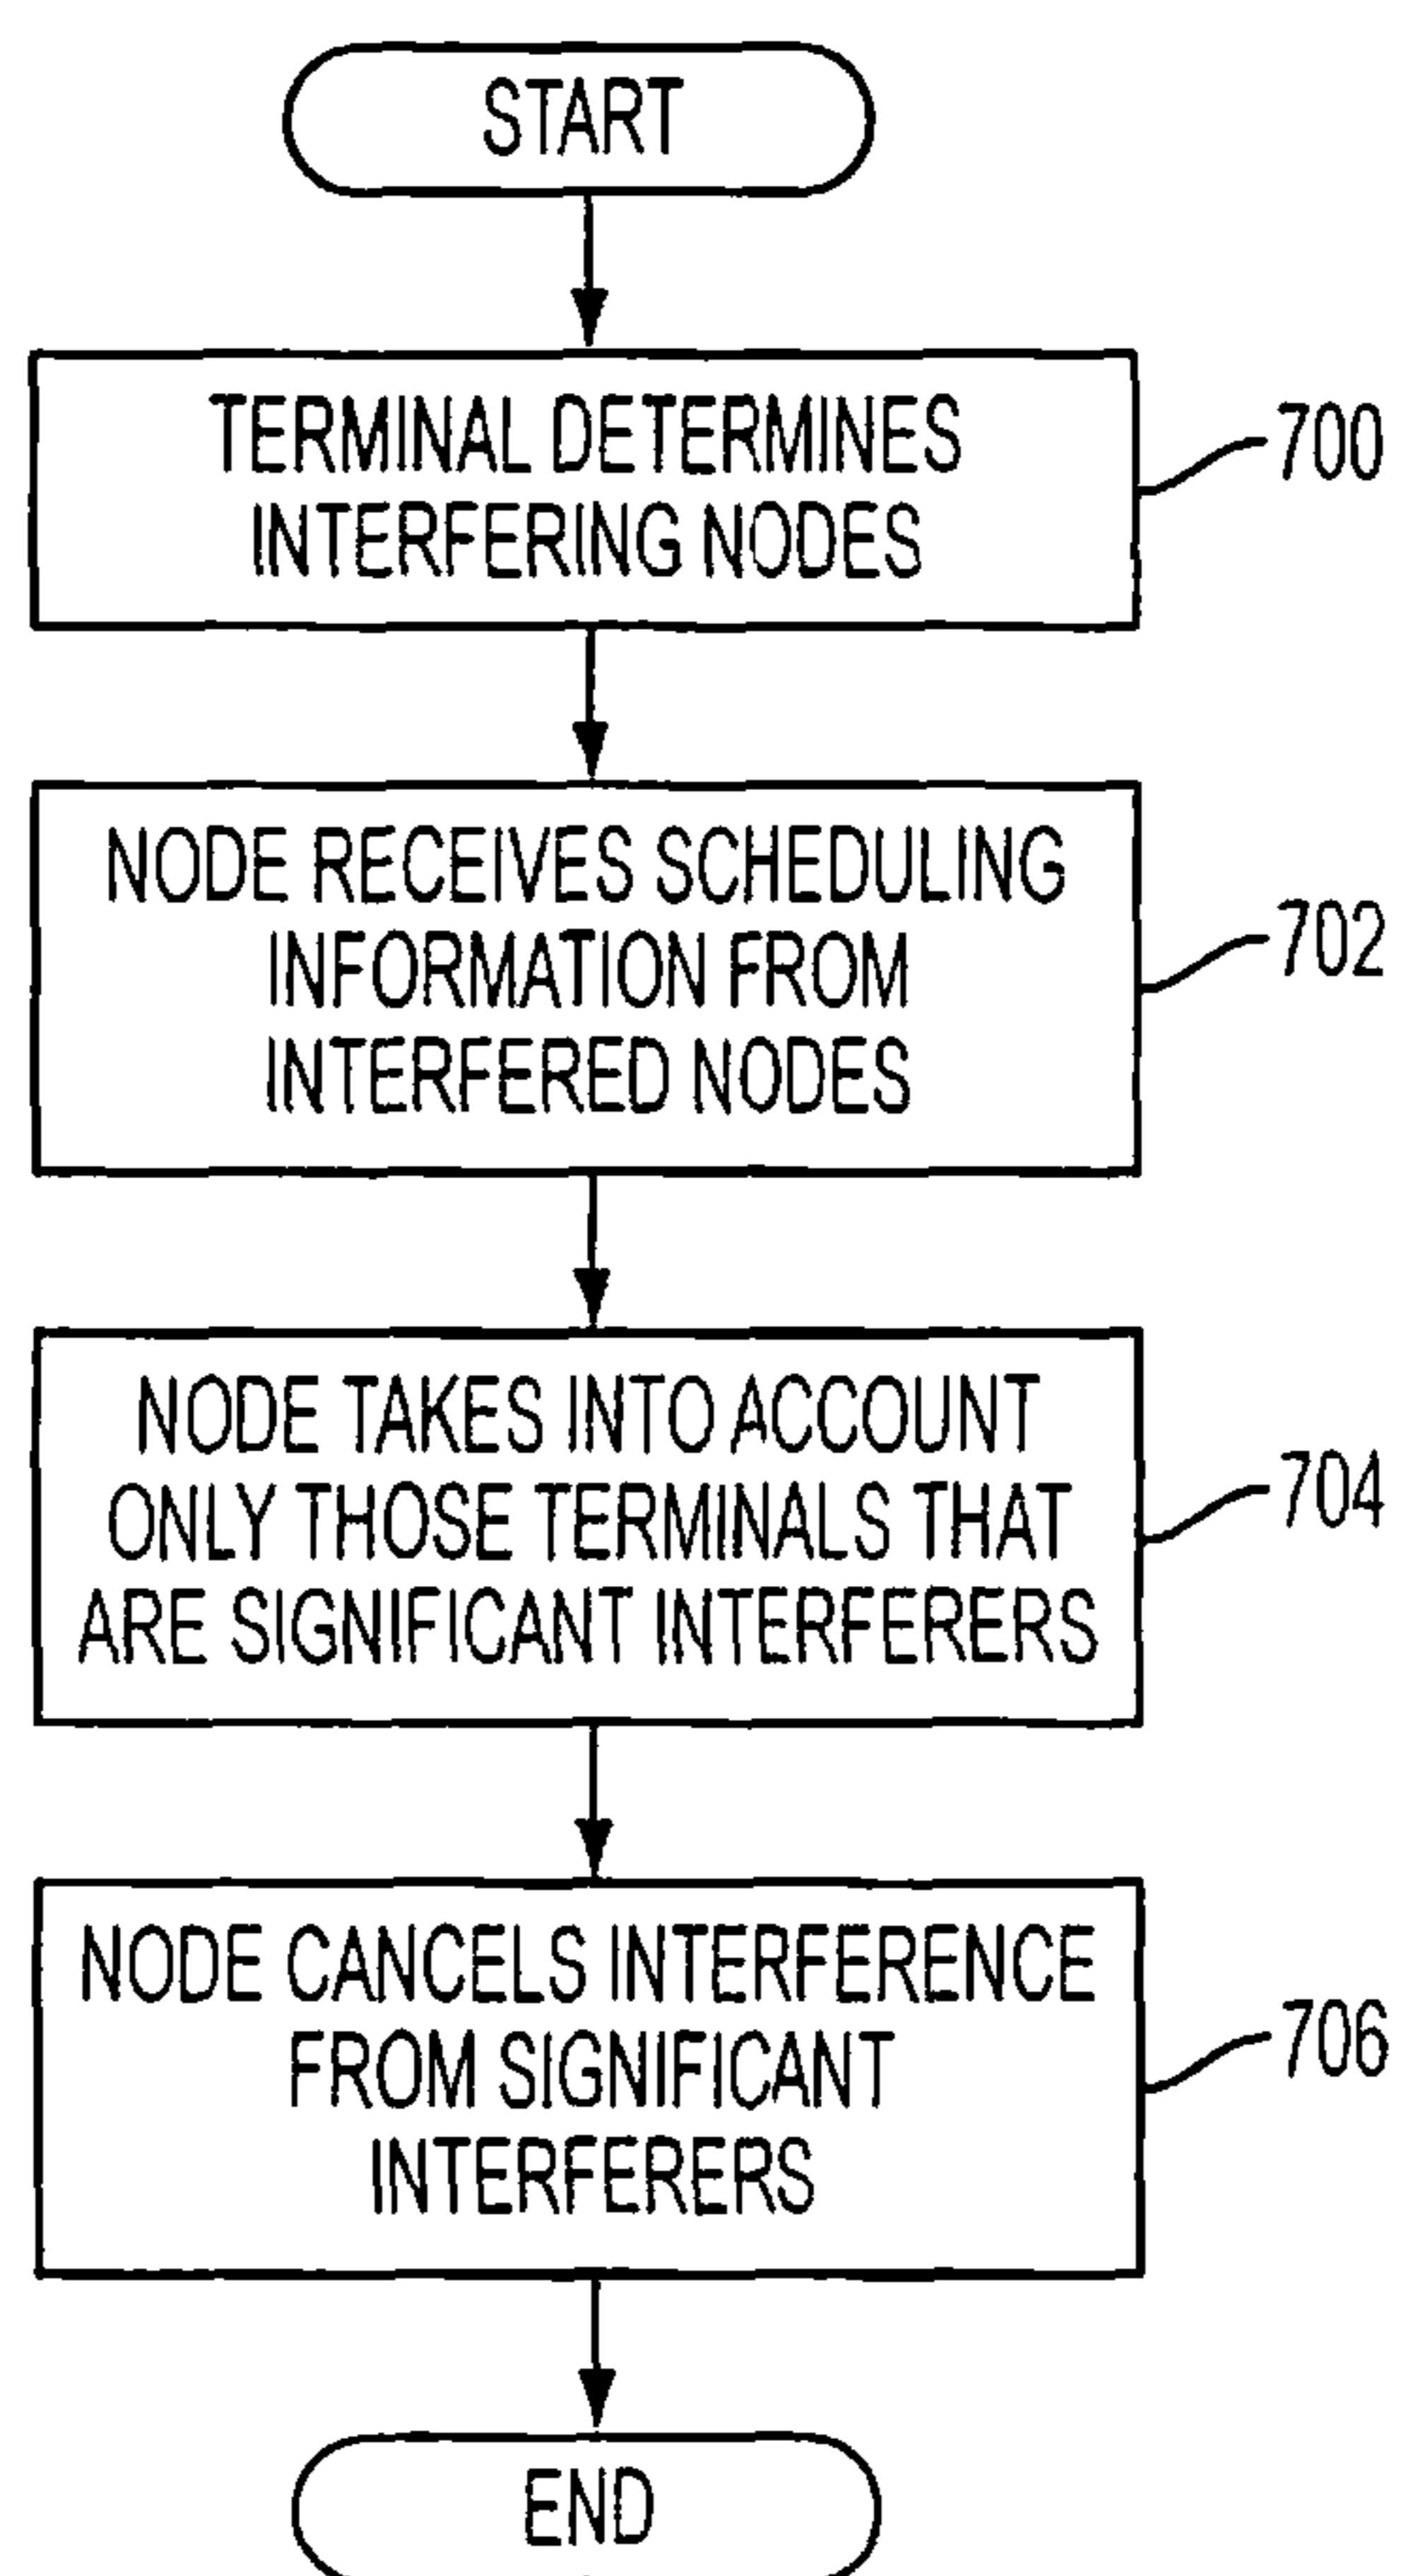 START
TERMINAL DETERMINES
INTERFERING NODES
700
NODE RECEIVES SCHEDULING
INFORMATION FROM
INTERFERED NODES
702
NODE TAKES INTO ACCOUNT
ONLY THOSE TERMINALS THAT
ARE SIGNIFICANT INTERFERERS
704
NODE CANCELS INTERFERENCE
FROM SIGNIFICANT
INTERFERERS
706
END